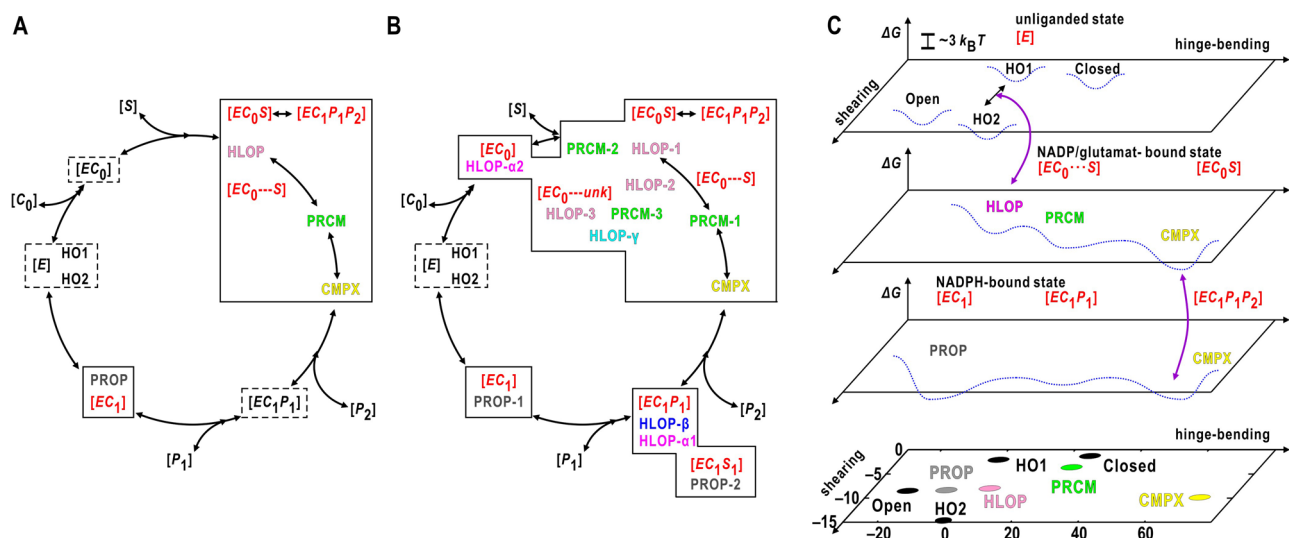 A
[S]
[EC0S] ↔ [EC1P1P2]
HLOP
[EC0]
[EC0---S]
[C0]
PRCM
[E] HO1
HO2
CMPX
PROP
[EC1]
[EC1P1]
[P2]
[P1]
B
[S]
[EC0S] ↔ [EC1P1P2]
[EC0]
HLOP-α2
PRCM-2
HLOP-1
HLOP-2
[EC0---S]
[EC0---unk]
[C0]
HLOP-3
PRCM-3
PRCM-1
HLOP-γ
[E] HO1
HO2
CMPX
[EC1]
PROP-1
[EC1P1]
HLOP-β
HLOP-α1
[P2]
[P1]
[EC1S1]
PROP-2
C
ΔG
~3 kBT
unliganded state
[E]
hinge-bending
shearing
HO1
Closed
Open
HO2
NADP/glutamat- bound state
[EC0···S]
[EC0S]
HLOP
PRCM
CMPX
ΔG
NADPH-bound state
[EC1]
[EC1P1]
[EC1P1P2]
PROP
CMPX
hinge-bending
shearing
0
−5
−10
−15
HO1
Closed
PROP
PRCM
HLOP
CMPX
Open
HO2
−20
0
20
40
60